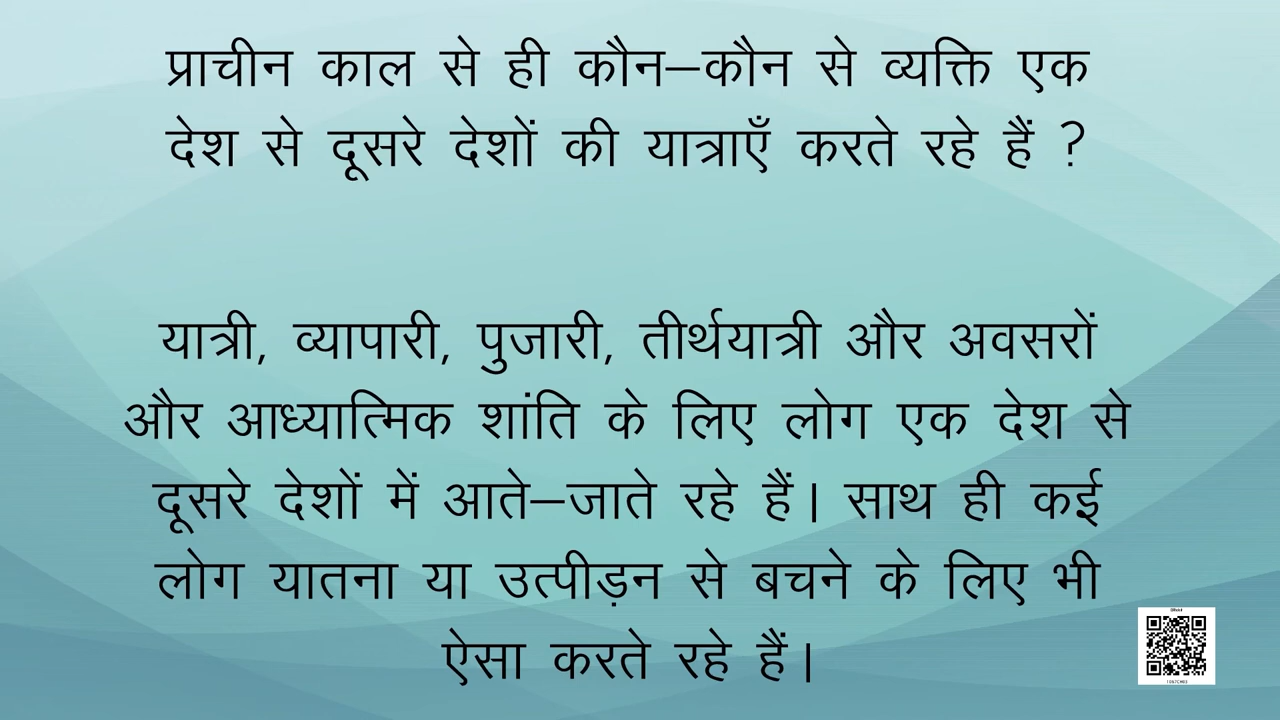 प्राचीन काल से ही कौन–कौन से व्यक्ति एक
देश से दूसरे देशों की यात्राएँ करते रहे हैं ?
यात्री, व्यापारी, पुजारी, तीर्थयात्री और अवसरों
और आध्यात्मिक शांति के लिए लोग एक देश से
दूसरे देशों में आते–जाते रहे हैं। साथ ही कई
लोग यातना या उत्पीड़न से बचने के लिए भी
ऐसा करते रहे हैं।